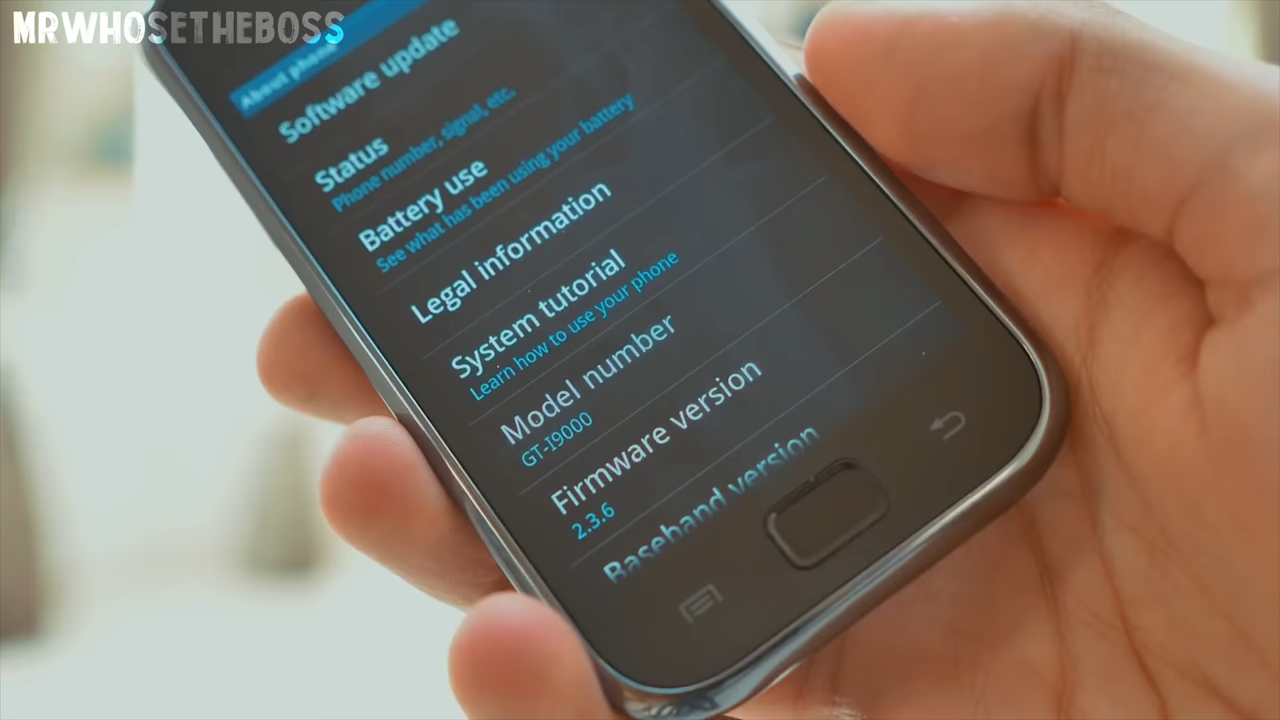 MRWHOSETHEBOSS
About phone
Software update
Status
Phone number, signal, etc.
Battery use
See what has been using your battery
Legal information
System tutorial
Learn how to use your phone
Model number
GT-I9000
Firmware version
2.3.6
Baseband version